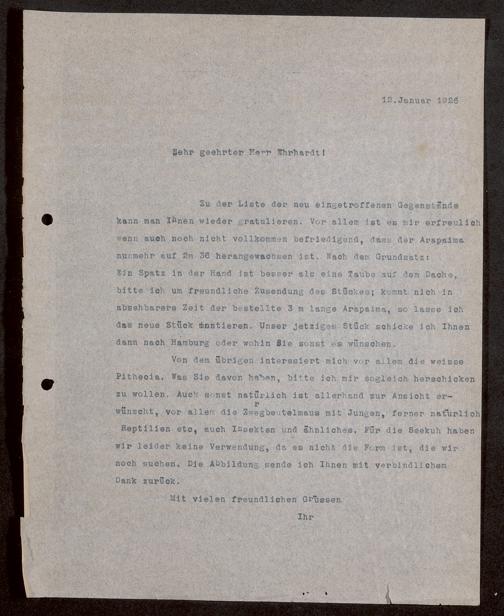 12.Januar 1926
Sehr geehrter Herr Ehrhardt!
Zu der Liste der neu eingetroffenen Gegenstände
kann man Ihnen wieder gratulieren. Vor allem ist es mir erfreulich
wenn auch noch nicht vollkommen befriedigend, dass der Arapaima
nunmehr auf 2m 36 herangewachsen ist. Nach dem Grundsatz:
Ein Spatz in der Hand ist besser als eine Taube auf dem Dache,
bitte ich um freundliche Zusendung des Stückes; kommt nich in
absehbarere Zeit der bestellte 3 m lange Arapaima, so lasse ich
das neue Stück montieren. Unser jetziges Stück schicke ich Ihnen
dann nach Hamburg oder wohin Sie sonst es wünschen.
Von dem übrigen interssiert mich vor allem die weisse
Pithecia. Was Sie davon haben, bitte ich mir sogleich herschicken
zu wollen. Auch sonst natürlich ist allerhand zur Ansicht er-
wünscht, vor allem die Zwergbeutelmaus mit Jungen, ferner natürlich
Reptilien etc, auch Insekten und ähnliches. Für die Seekuh haben
wir leider keine Verwendung, da es nicht die Form ist, die wir
noch suchen. Die Abbildung sende ich Ihnen mit verbindlichen
Dank zurück.
Mit vielen freundlichen Grüssen
Ihr